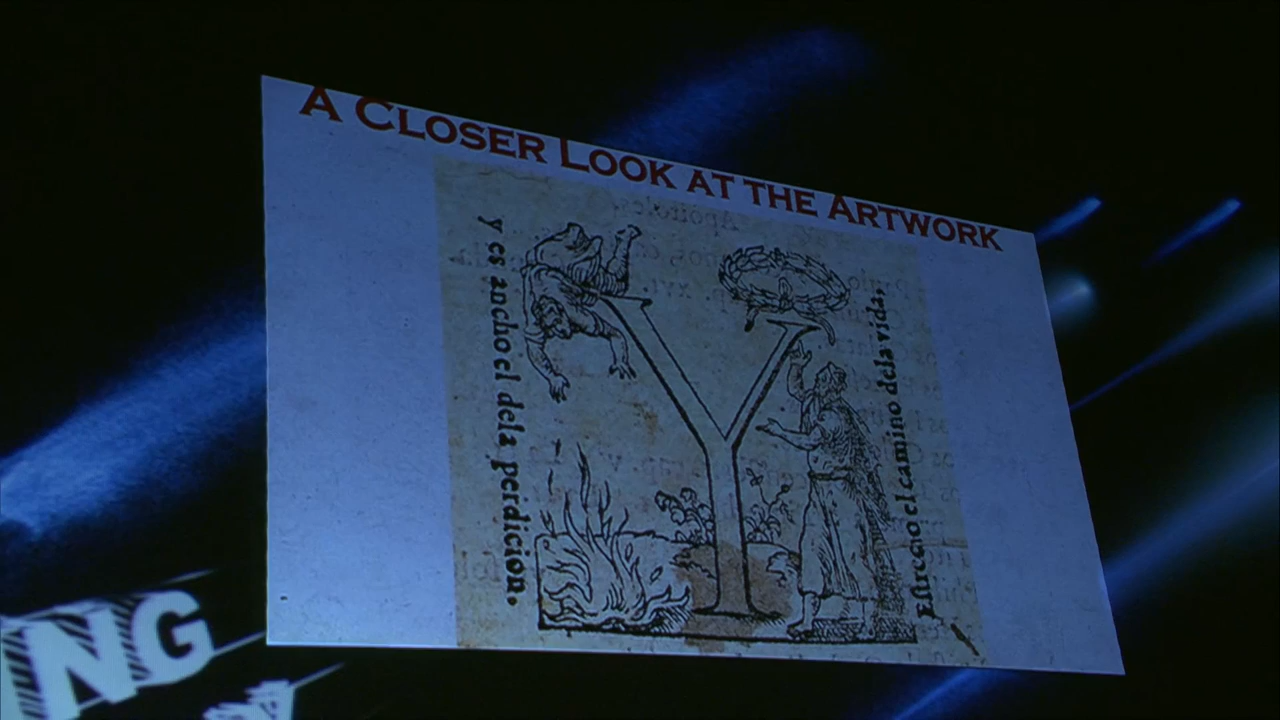 A CLOSER LOOK AT THE ARTWORK
y es ancho el dela perdicion.
Y
Estrecho el camino dela vida,
NG